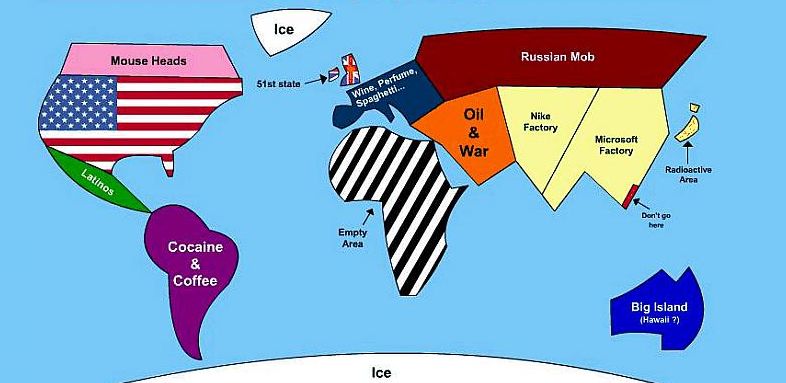 Ice
Mouse Heads
51st state
Wine, Perfume,
Spaghetti...
Russian Mob
Oil
&
War
Nike
Factory
Microsoft
Factory
Radioactive
Area
Don't go
here
Latinos
Empty
Area
Cocaine
&
Coffee
Big Island
(Hawaii ?)
Ice